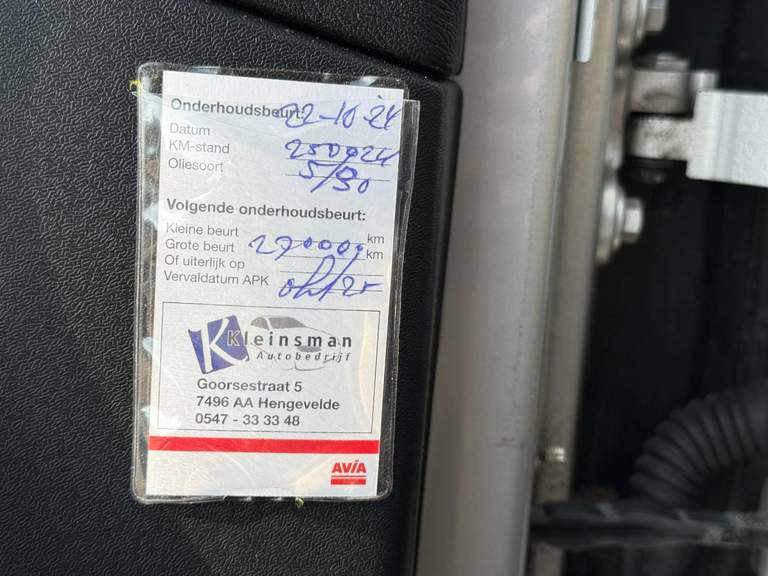 Onderhoudsbeurt: 22-10-24
Datum
KM-stand 250924
Oliesoort 5/30
Volgende onderhoudsbeurt:
Kleine beurt km
Grote beurt 270000 km
Of uiterlijk op
Vervaldatum APK okt/25
Kleinsman
Autobedrijf
Goorsestraat 5
7496 AA Hengevelde
0547 - 33 33 48
AVIA